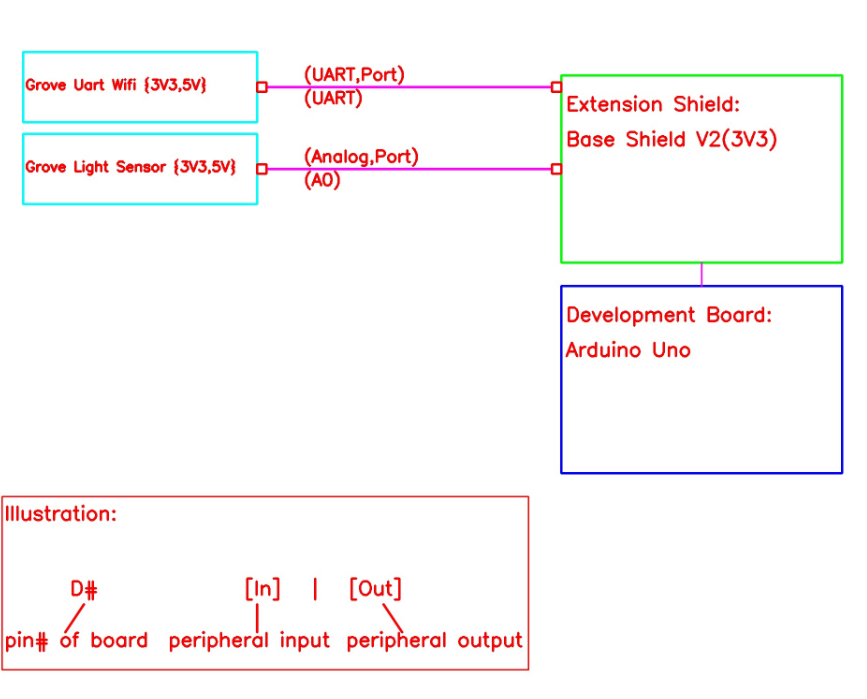 Grove Uart Wifi {3V3,5V}
(UART,Port)
(UART)
Grove Light Sensor {3V3,5V}
(Analog,Port)
(A0)
Extension Shield:
Base Shield V2(3V3)
Development Board:
Arduino Uno
Illustration:
D# [In] | [Out]
pin# of board peripheral input peripheral output